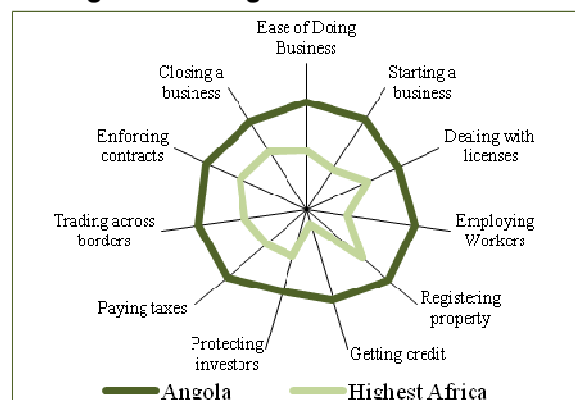 Ease of Doing
Business
Starting a
business
Dealing with
licenses
Employing
Workers
Registering
property
Getting credit
Protecting
investors
Paying taxes
Trading across
borders
Enforcing
contracts
Closing a
business
Angola
Highest Africa